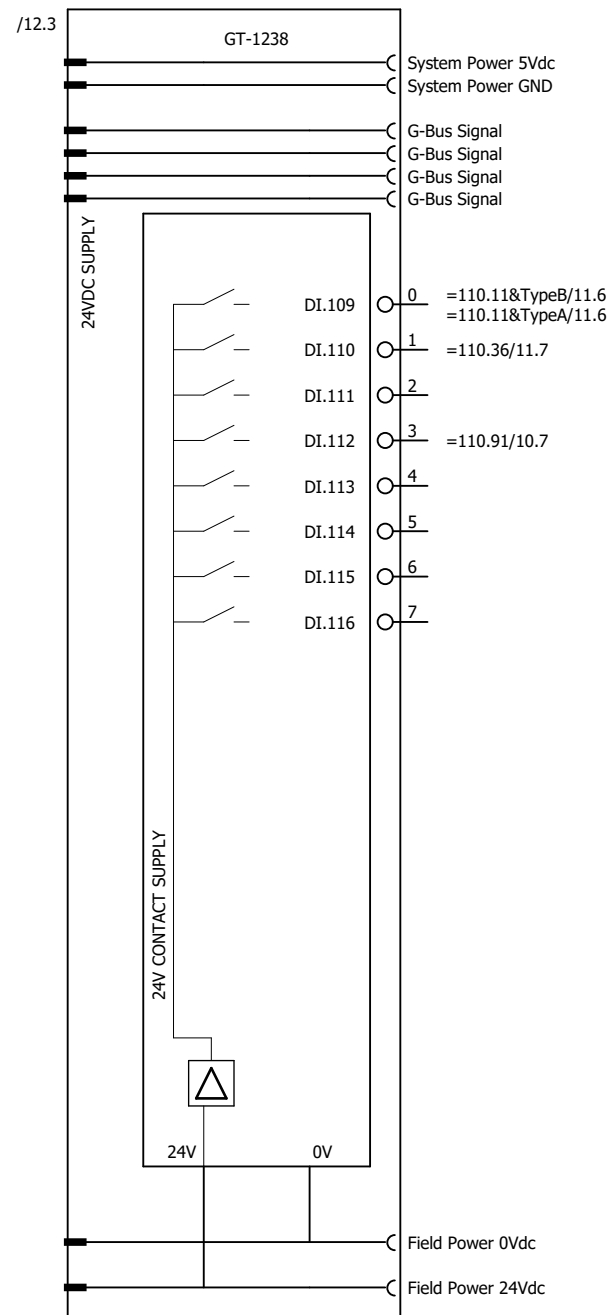 /12.3
GT-1238
System Power 5Vdc
System Power GND
G-Bus Signal
G-Bus Signal
G-Bus Signal
G-Bus Signal
24VDC SUPPLY
DI.109 0 =110.11&TypeB/11.6
=110.11&TypeA/11.6
DI.110 1 =110.36/11.7
DI.111 2
DI.112 3 =110.91/10.7
DI.113 4
DI.114 5
DI.115 6
DI.116 7
24V CONTACT SUPPLY
24V 0V
Field Power 0Vdc
Field Power 24Vdc